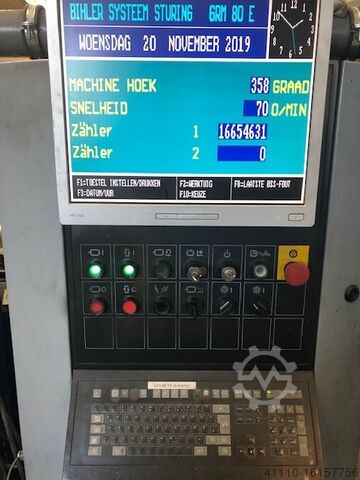 BIHLER SYSTEEM STURING GRM 80 E
WOENSDAG 20 NOVEMBER 2019
MACHINE HOEK 358 GRAAD
SNELHEID 70 O/MIN
Zähler 1 16654631
Zähler 2 0
F1=TOESTEL INSTELLEN/DRUKKEN F2=WERKTUIG F8=LAATSTE BSS-FOUT
F3=DATUM/UUR F10=KEUZE
41110-16157756